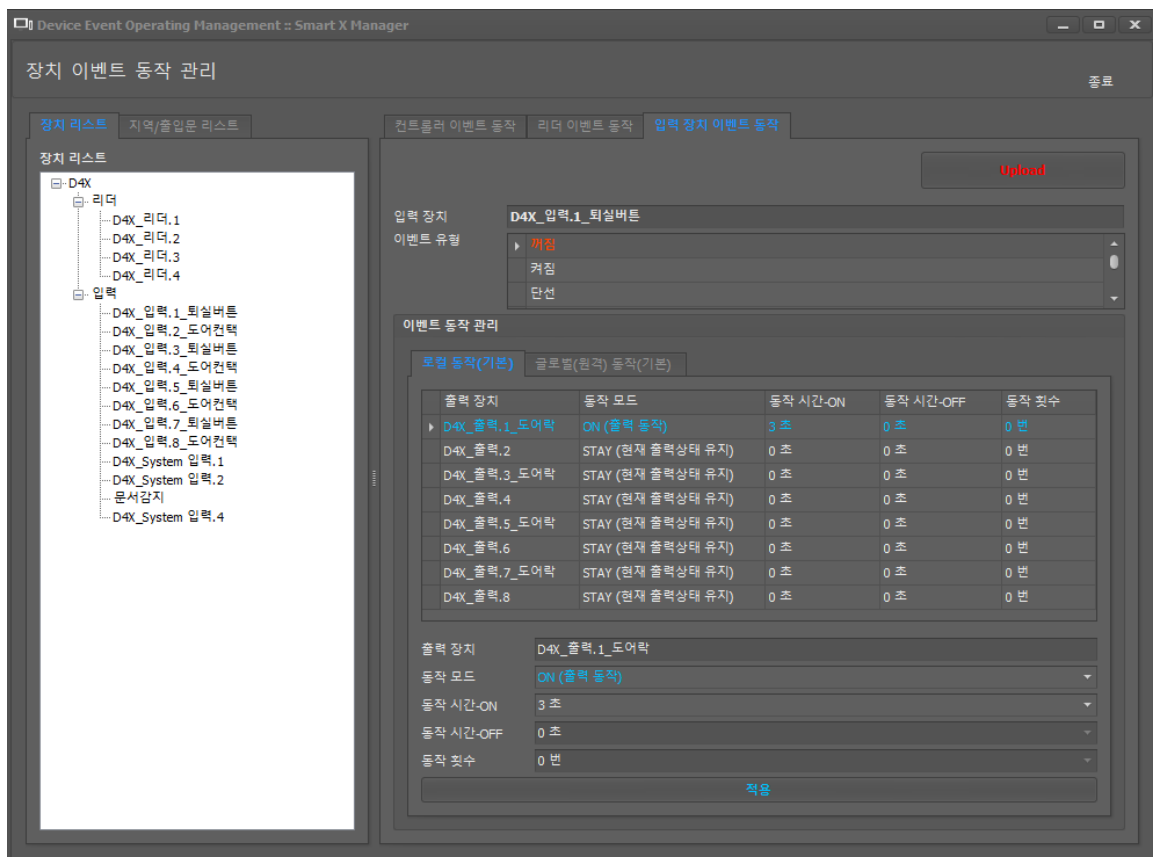 Device Event Operating Management :: Smart X Manager
장치 이벤트 동작 관리
종료
장치 리스트 지역/출입문 리스트
장치 리스트
D4X
리더
D4X_리더.1
D4X_리더.2
D4X_리더.3
D4X_리더.4
입력
D4X_입력.1_퇴실버튼
D4X_입력.2_도어컨택
D4X_입력.3_퇴실버튼
D4X_입력.4_도어컨택
D4X_입력.5_퇴실버튼
D4X_입력.6_도어컨택
D4X_입력.7_퇴실버튼
D4X_입력.8_도어컨택
D4X_System 입력.1
D4X_System 입력.2
문서감지
D4X_System 입력.4
컨트롤러 이벤트 동작 리더 이벤트 동작 입력 장치 이벤트 동작
Upload
입력 장치 D4X_입력.1_퇴실버튼
이벤트 유형 꺼짐
켜짐
단선
이벤트 동작 관리
로컬 동작(기본) 글로벌(원격) 동작(기본)
출력 장치 동작 모드 동작 시간-ON 동작 시간-OFF 동작 횟수
D4X_출력.1_도어락 ON (출력 동작) 3 초 0 초 0 번
D4X_출력.2 STAY (현재 출력상태 유지) 0 초 0 초 0 번
D4X_출력.3_도어락 STAY (현재 출력상태 유지) 0 초 0 초 0 번
D4X_출력.4 STAY (현재 출력상태 유지) 0 초 0 초 0 번
D4X_출력.5_도어락 STAY (현재 출력상태 유지) 0 초 0 초 0 번
D4X_출력.6 STAY (현재 출력상태 유지) 0 초 0 초 0 번
D4X_출력.7_도어락 STAY (현재 출력상태 유지) 0 초 0 초 0 번
D4X_출력.8 STAY (현재 출력상태 유지) 0 초 0 초 0 번
출력 장치 D4X_출력.1_도어락
동작 모드 ON (출력 동작)
동작 시간-ON 3 초
동작 시간-OFF 0 초
동작 횟수 0 번
적용